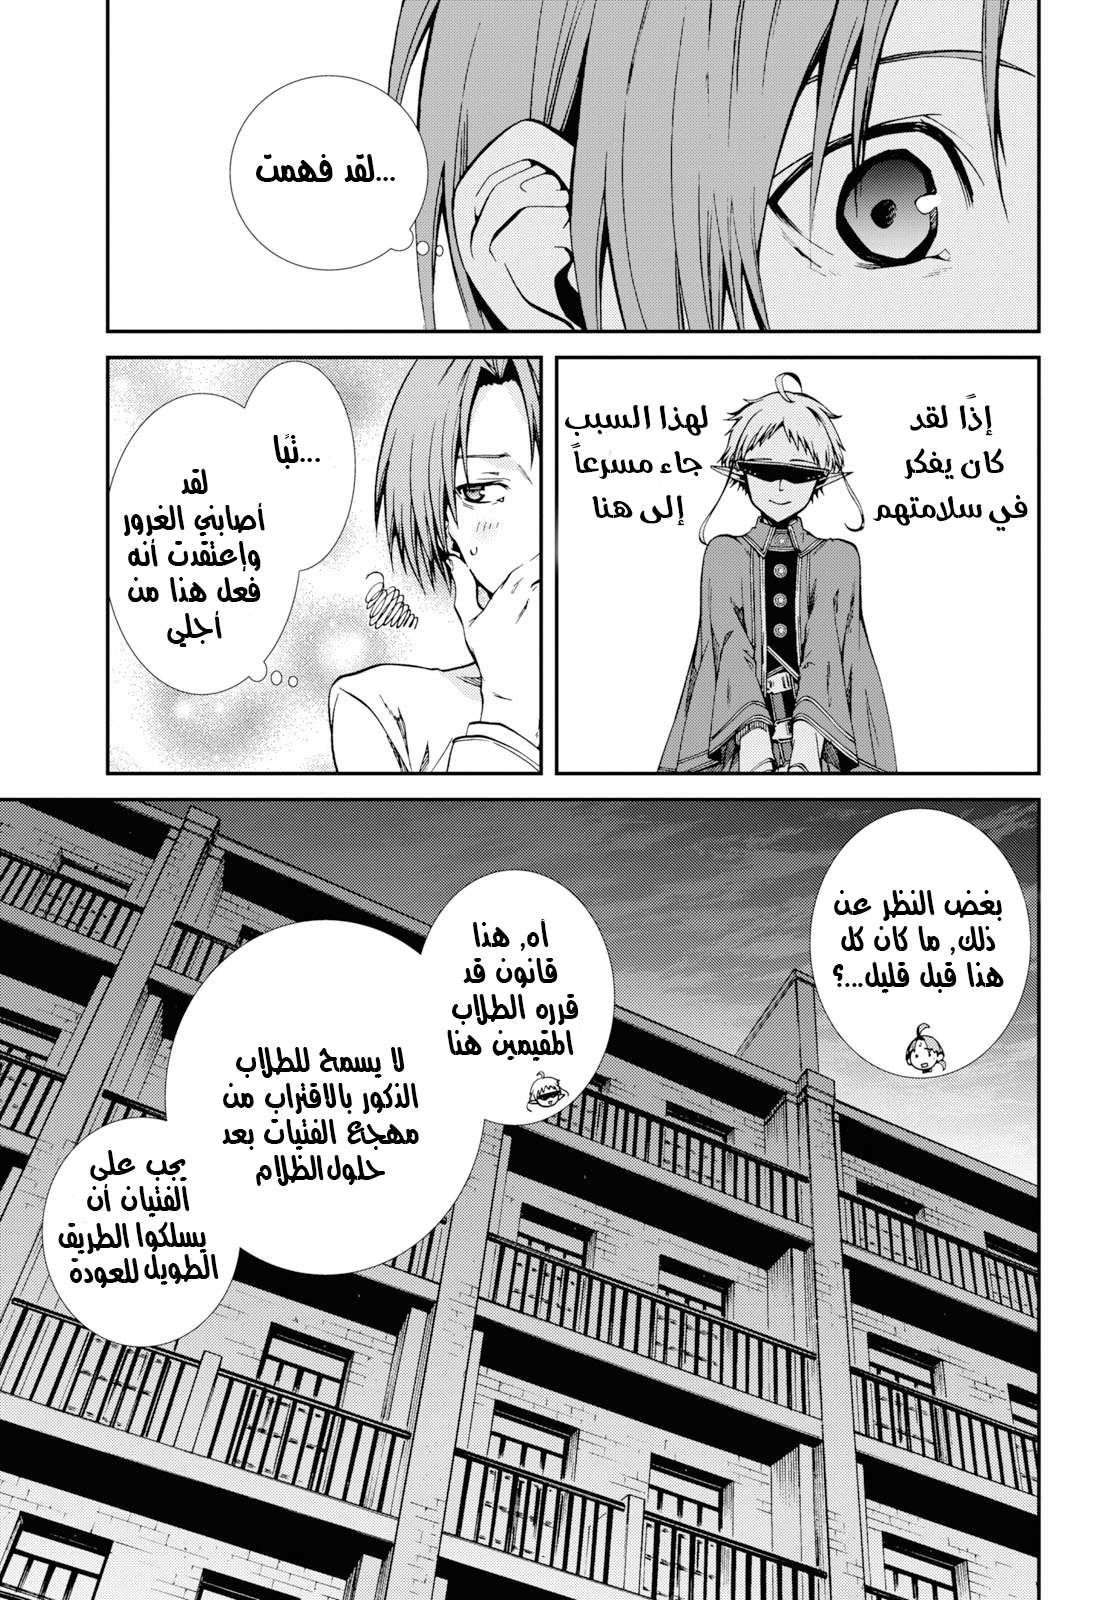 ...لقد فهمت
إذًا لقد
كان يفكر
في سلامتهم
لهذا السبب
جاء مسرعاً
إلى هنا
...تبًا
لقد
أصابني الغرور
وإعتقدت أنه
فعل هذا من
أجلي
بغض النظر عن
ذلك, ما كان كل
هذا قبل قليل...؟
أه, هذا
قانون قد
قرره الطلاب
المقيمين هنا
لا يسمح للطلاب
الذكور بالاقتراب من
مهجع الفتيات بعد
حلول الظلام
يجب على
الفتيان أن
يسلكوا الطريق
الطويل للعودة